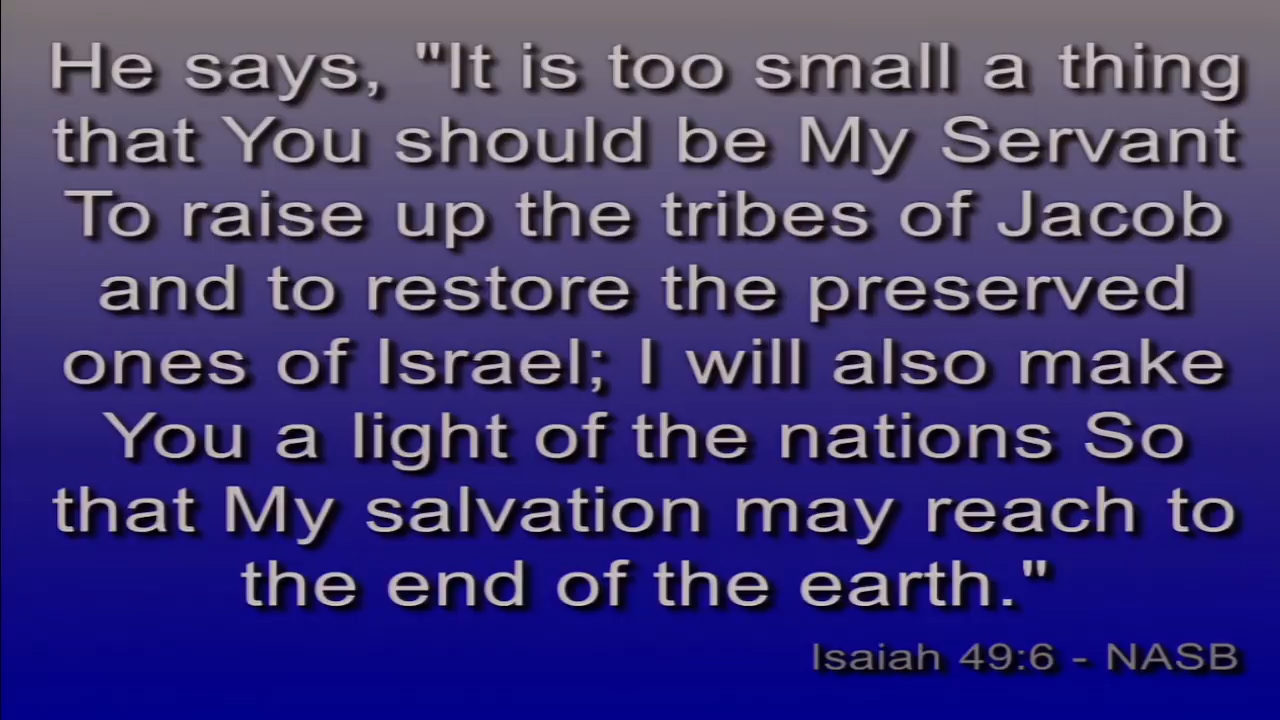 He says, "It is too small a thing
that You should be My Servant
To raise up the tribes of Jacob
and to restore the preserved
ones of Israel; I will also make
You a light of the nations So
that My salvation may reach to
the end of the earth."
Isaiah 49:6 - NASB